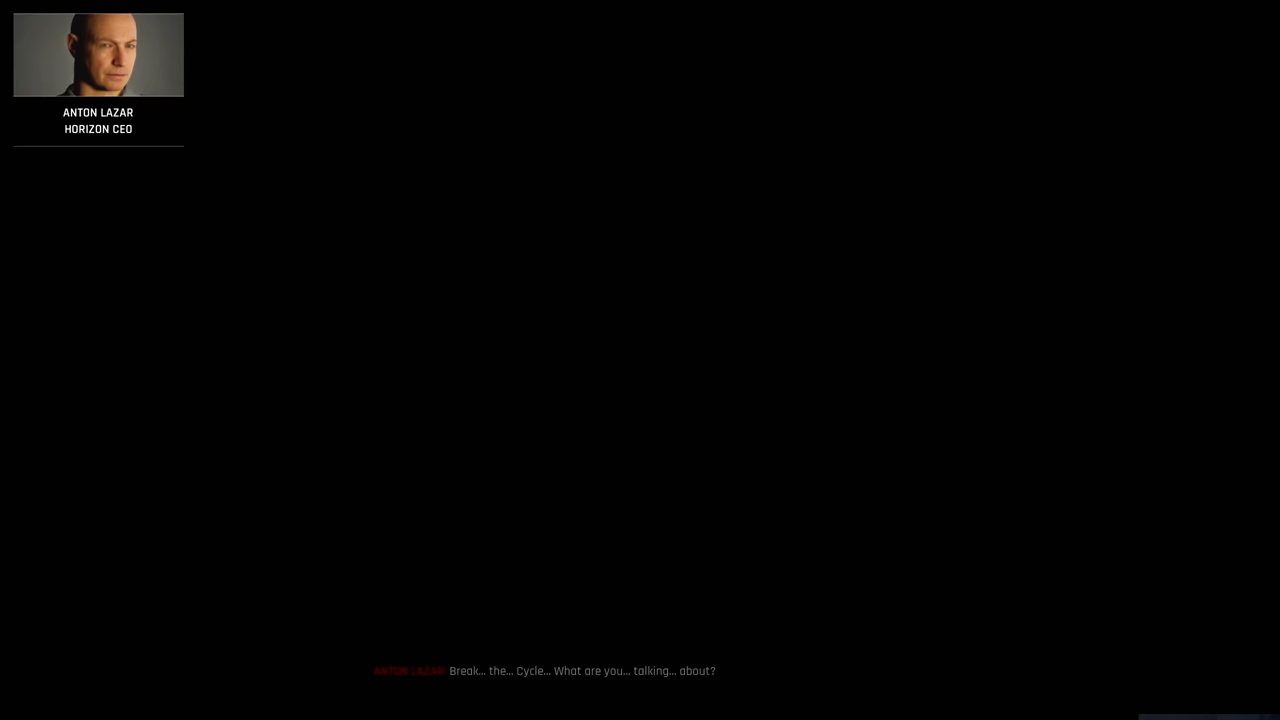 ANTON LAZAR
HORIZON CEO
ANTON LAZAR: Break... the... Cycle... What are you... talking... about?